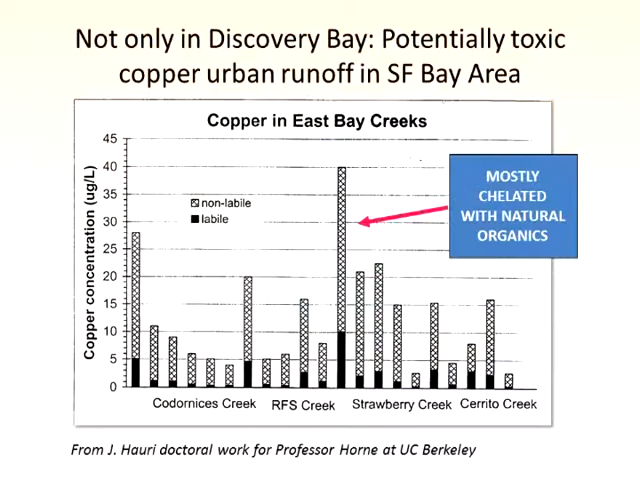 Not only in Discovery Bay: Potentially toxic
copper urban runoff in SF Bay Area
Copper in East Bay Creeks
Copper concentration (ug/L)
45
40
35
30
25
20
15
10
5
0
non-labile
labile
MOSTLY
CHELATED
WITH NATURAL
ORGANICS
Codornices Creek
RFS Creek
Strawberry Creek
Cerrito Creek
From J. Hauri doctoral work for Professor Horne at UC Berkeley